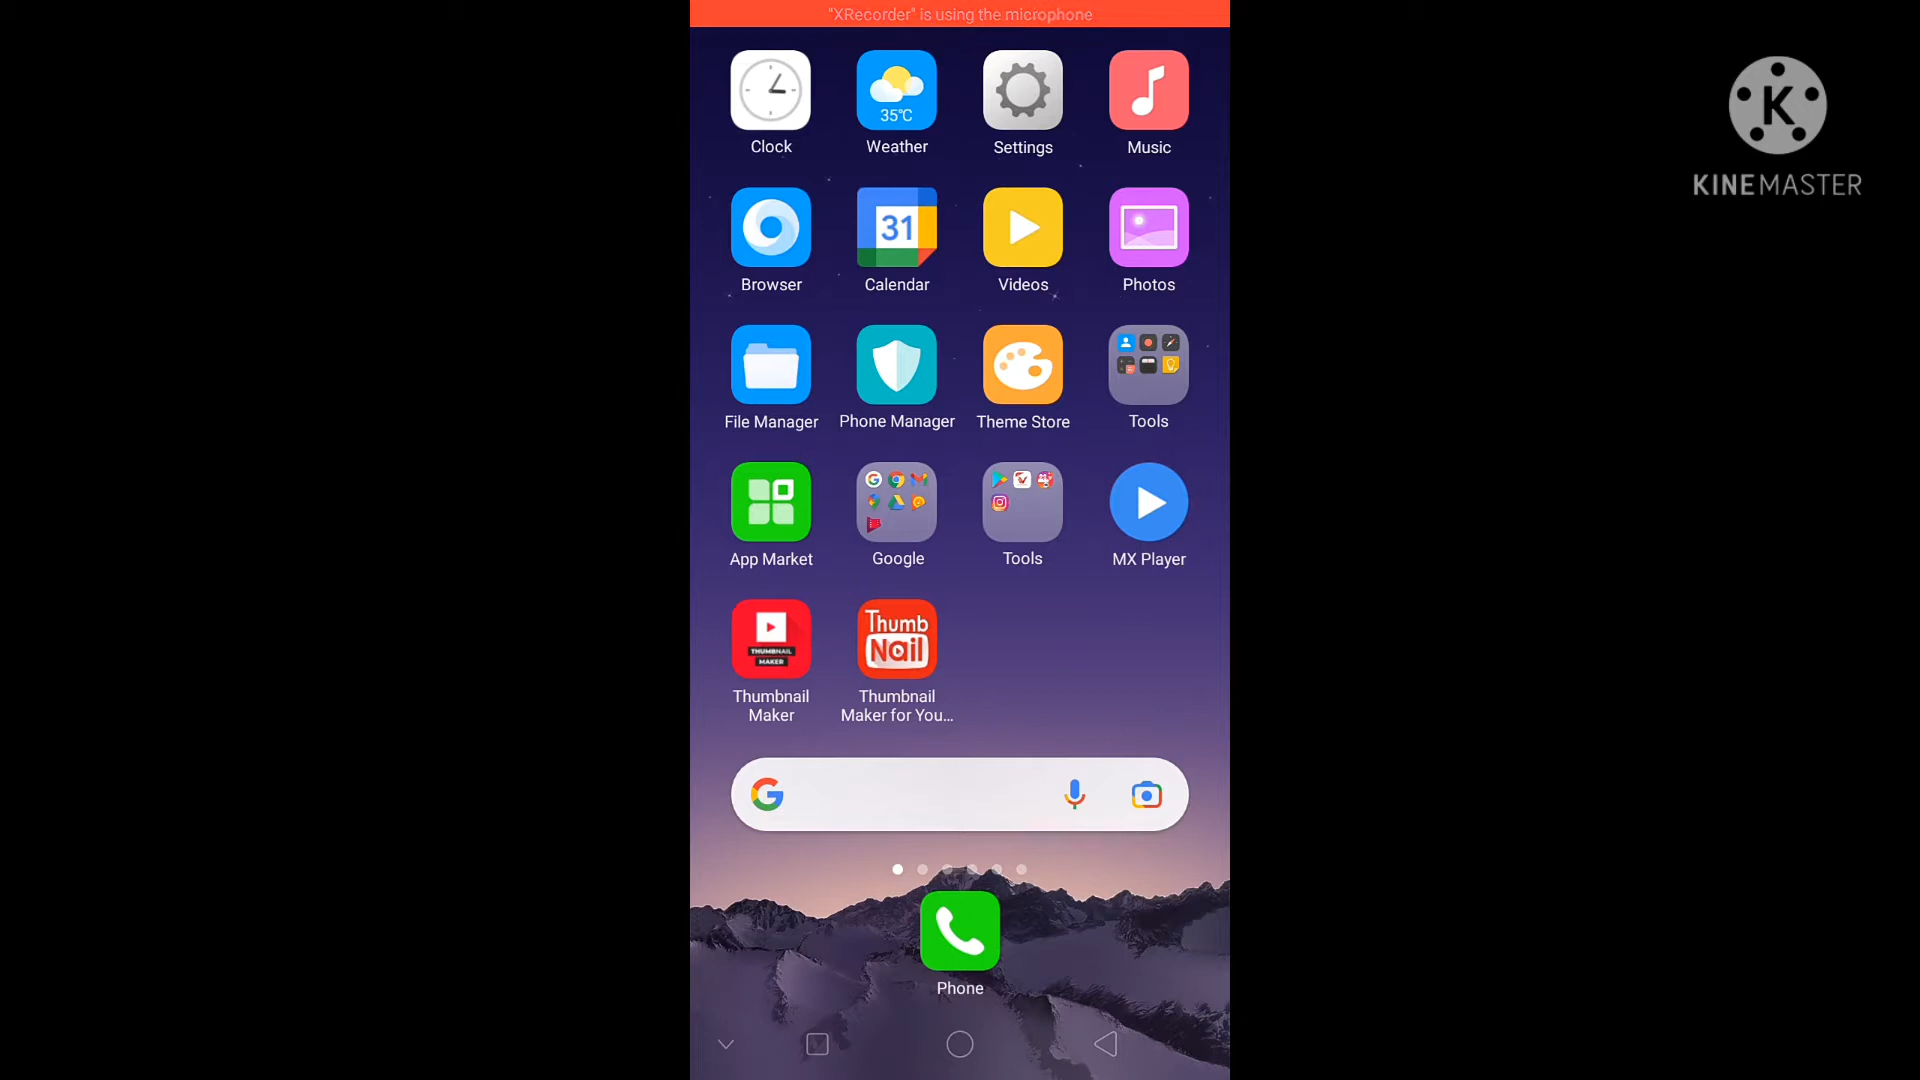 "XRecorder" is using the microphone
K
KINEMASTER
35℃
Clock
Weather
Settings
Music
31
Browser
Calendar
Videos
Photos
File Manager
Phone Manager
Theme Store
Tools
App Market
Google
Tools
MX Player
THUMBNAIL
MAKER
Thumb
Nail
Thumbnail
Maker
Thumbnail
Maker for You...
G
Phone